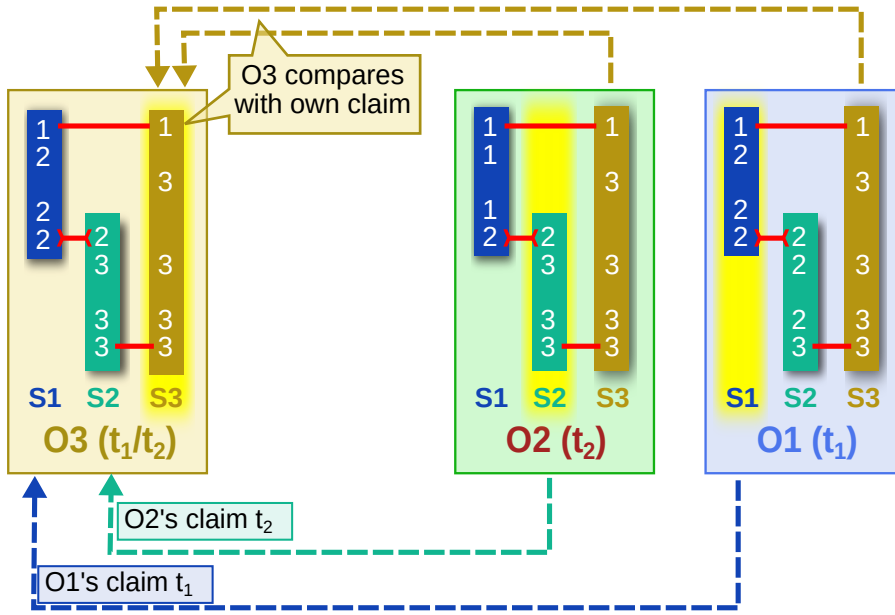 O3 compares
with own claim
1 1
2
3
2
2 2
3 3
3 3
3 3
S1 S2 S3
O3 (t₁/t₂)
1 1
1
3
1
2 2
3 3
3 3
3 3
S1 S2 S3
O2 (t₂)
1 1
2
3
2
2 2
2 3
2 3
3 3
S1 S2 S3
O1 (t₁)
O2's claim t₂
O1's claim t₁